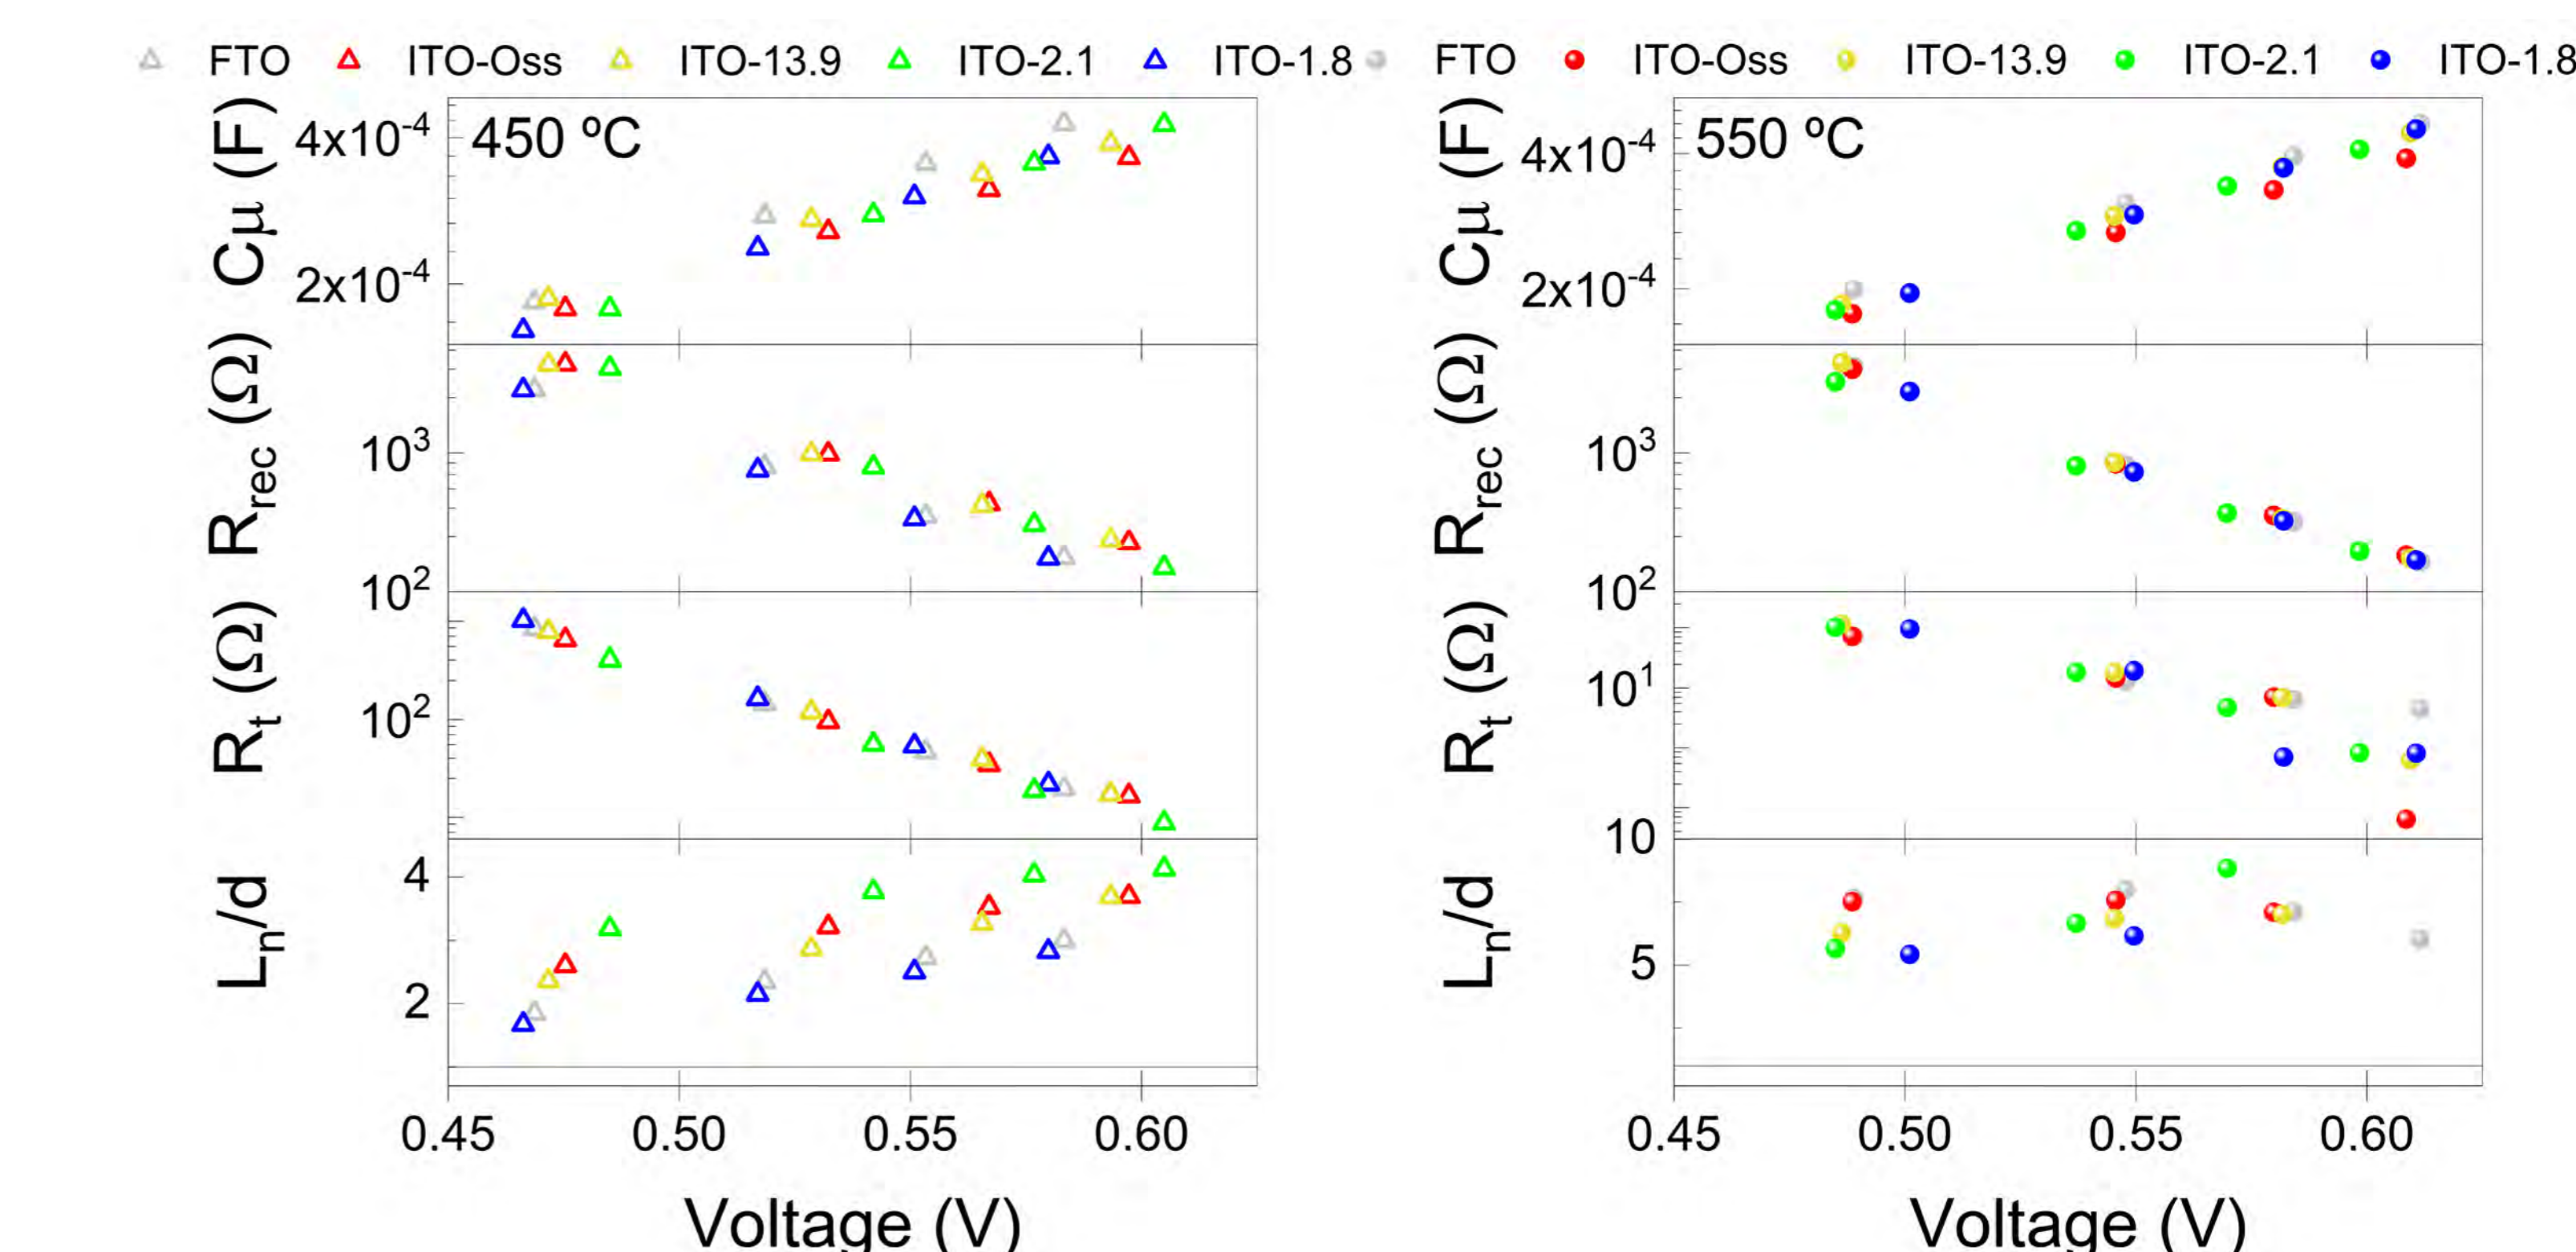 FTO ITO-Oss ITO-13.9 ITO-2.1 ITO-1.8
450 ºC
Cµ (F)
4x10⁻⁴
2x10⁻⁴
Rrec (Ω)
10³
10²
Rt (Ω)
10²
Ln/d
4
2
0.45 0.50 0.55 0.60
Voltage (V)
FTO ITO-Oss ITO-13.9 ITO-2.1 ITO-1.8
550 ºC
Cµ (F)
4x10⁻⁴
2x10⁻⁴
Rrec (Ω)
10³
10²
Rt (Ω)
10¹
10
Ln/d
5
0.45 0.50 0.55 0.60
Voltage (V)